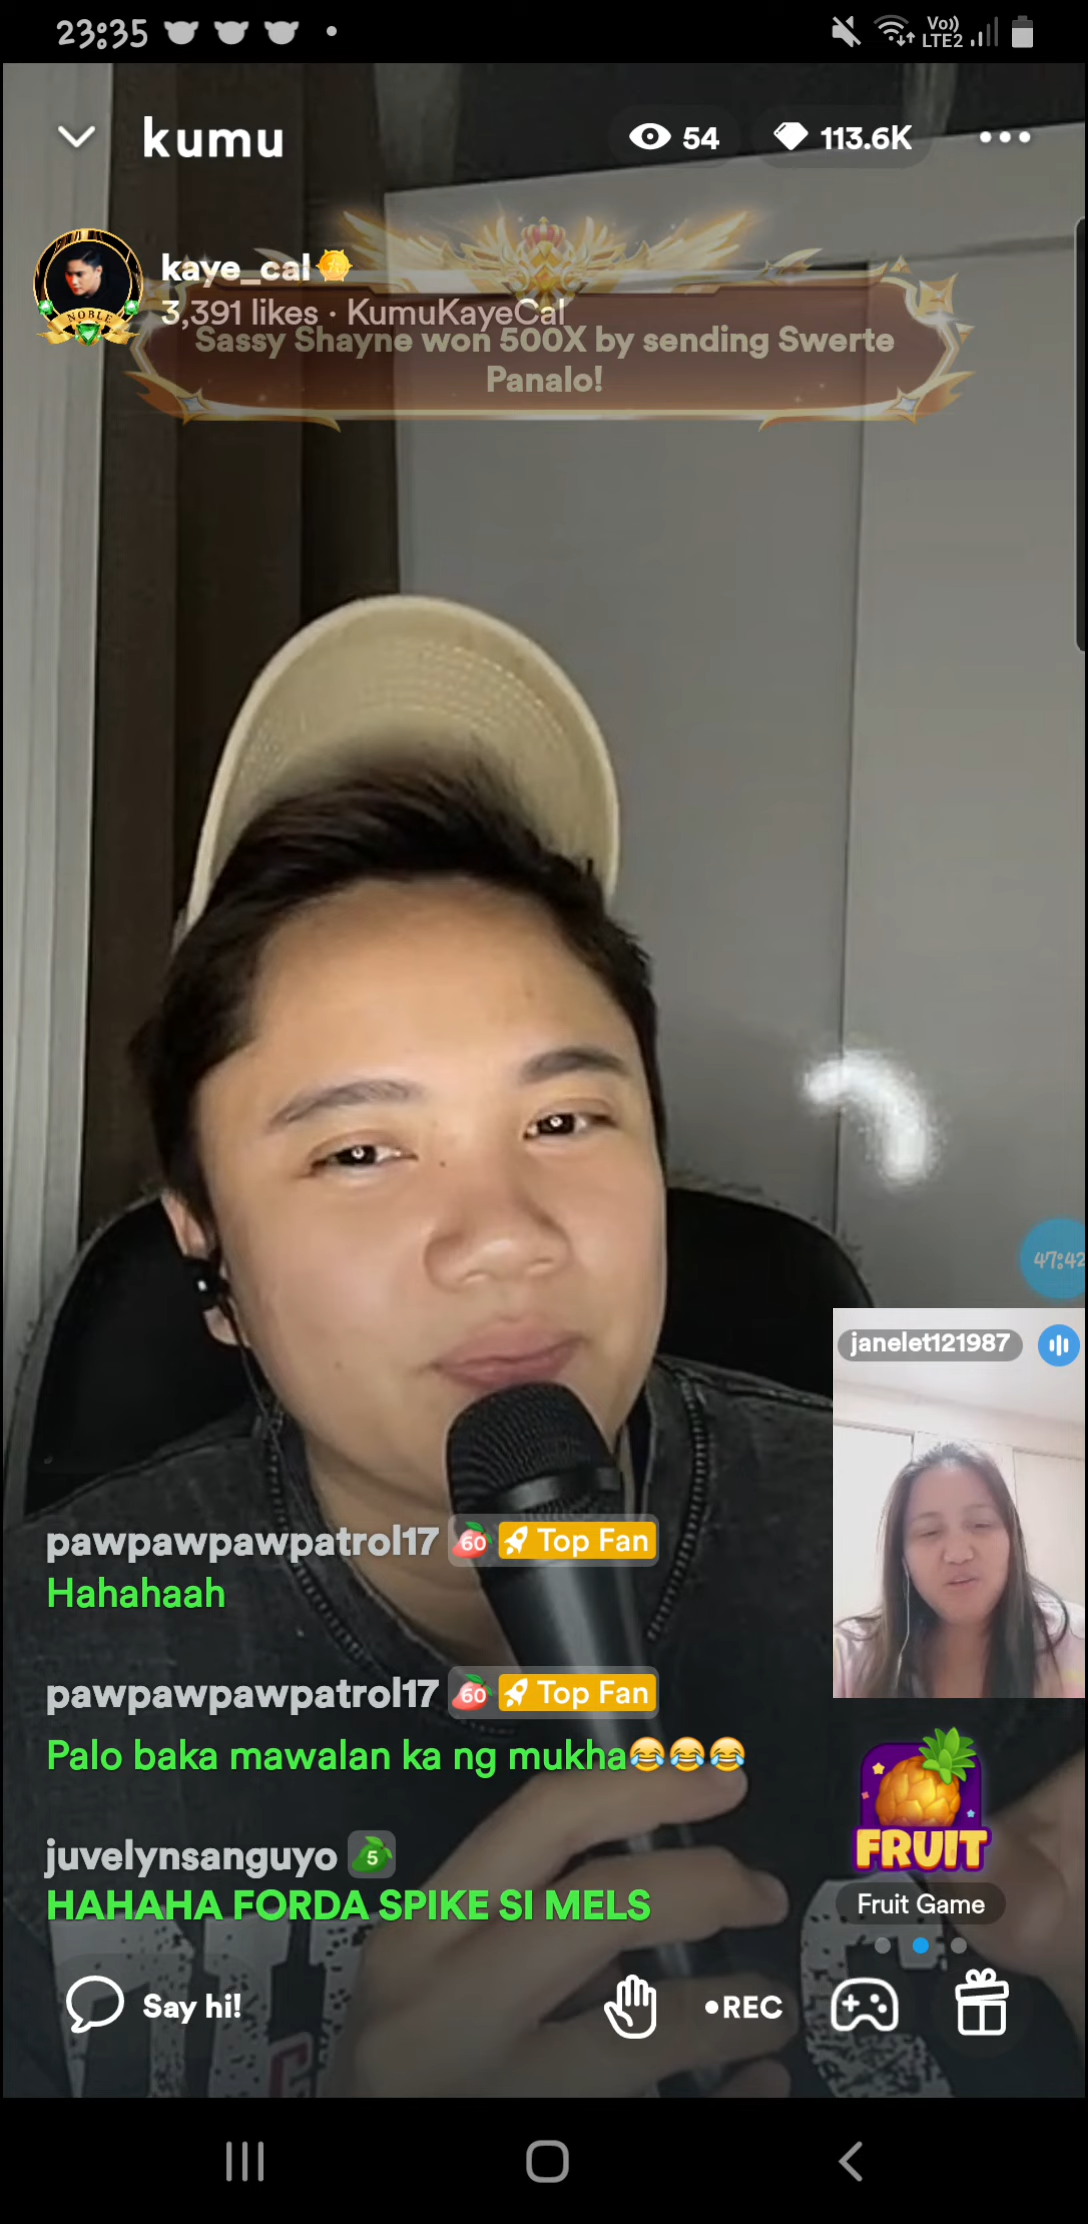 23:35
Vo))
LTE2
kumu
54
113.6K
kaye_cal
3,391 likes · KumuKayeCal
NOBLE
Sassy Shayne won 500X by sending Swerte
Panalo!
47:42
janelet121987
pawpawpawpatrol17 60 Top Fan
Hahahaah
pawpawpawpatrol17 60 Top Fan
Palo baka mawalan ka ng mukha😂😂😂
juvelynsanguyo 5
HAHAHA FORDA SPIKE SI MELS
FRUIT
Fruit Game
Say hi!
•REC